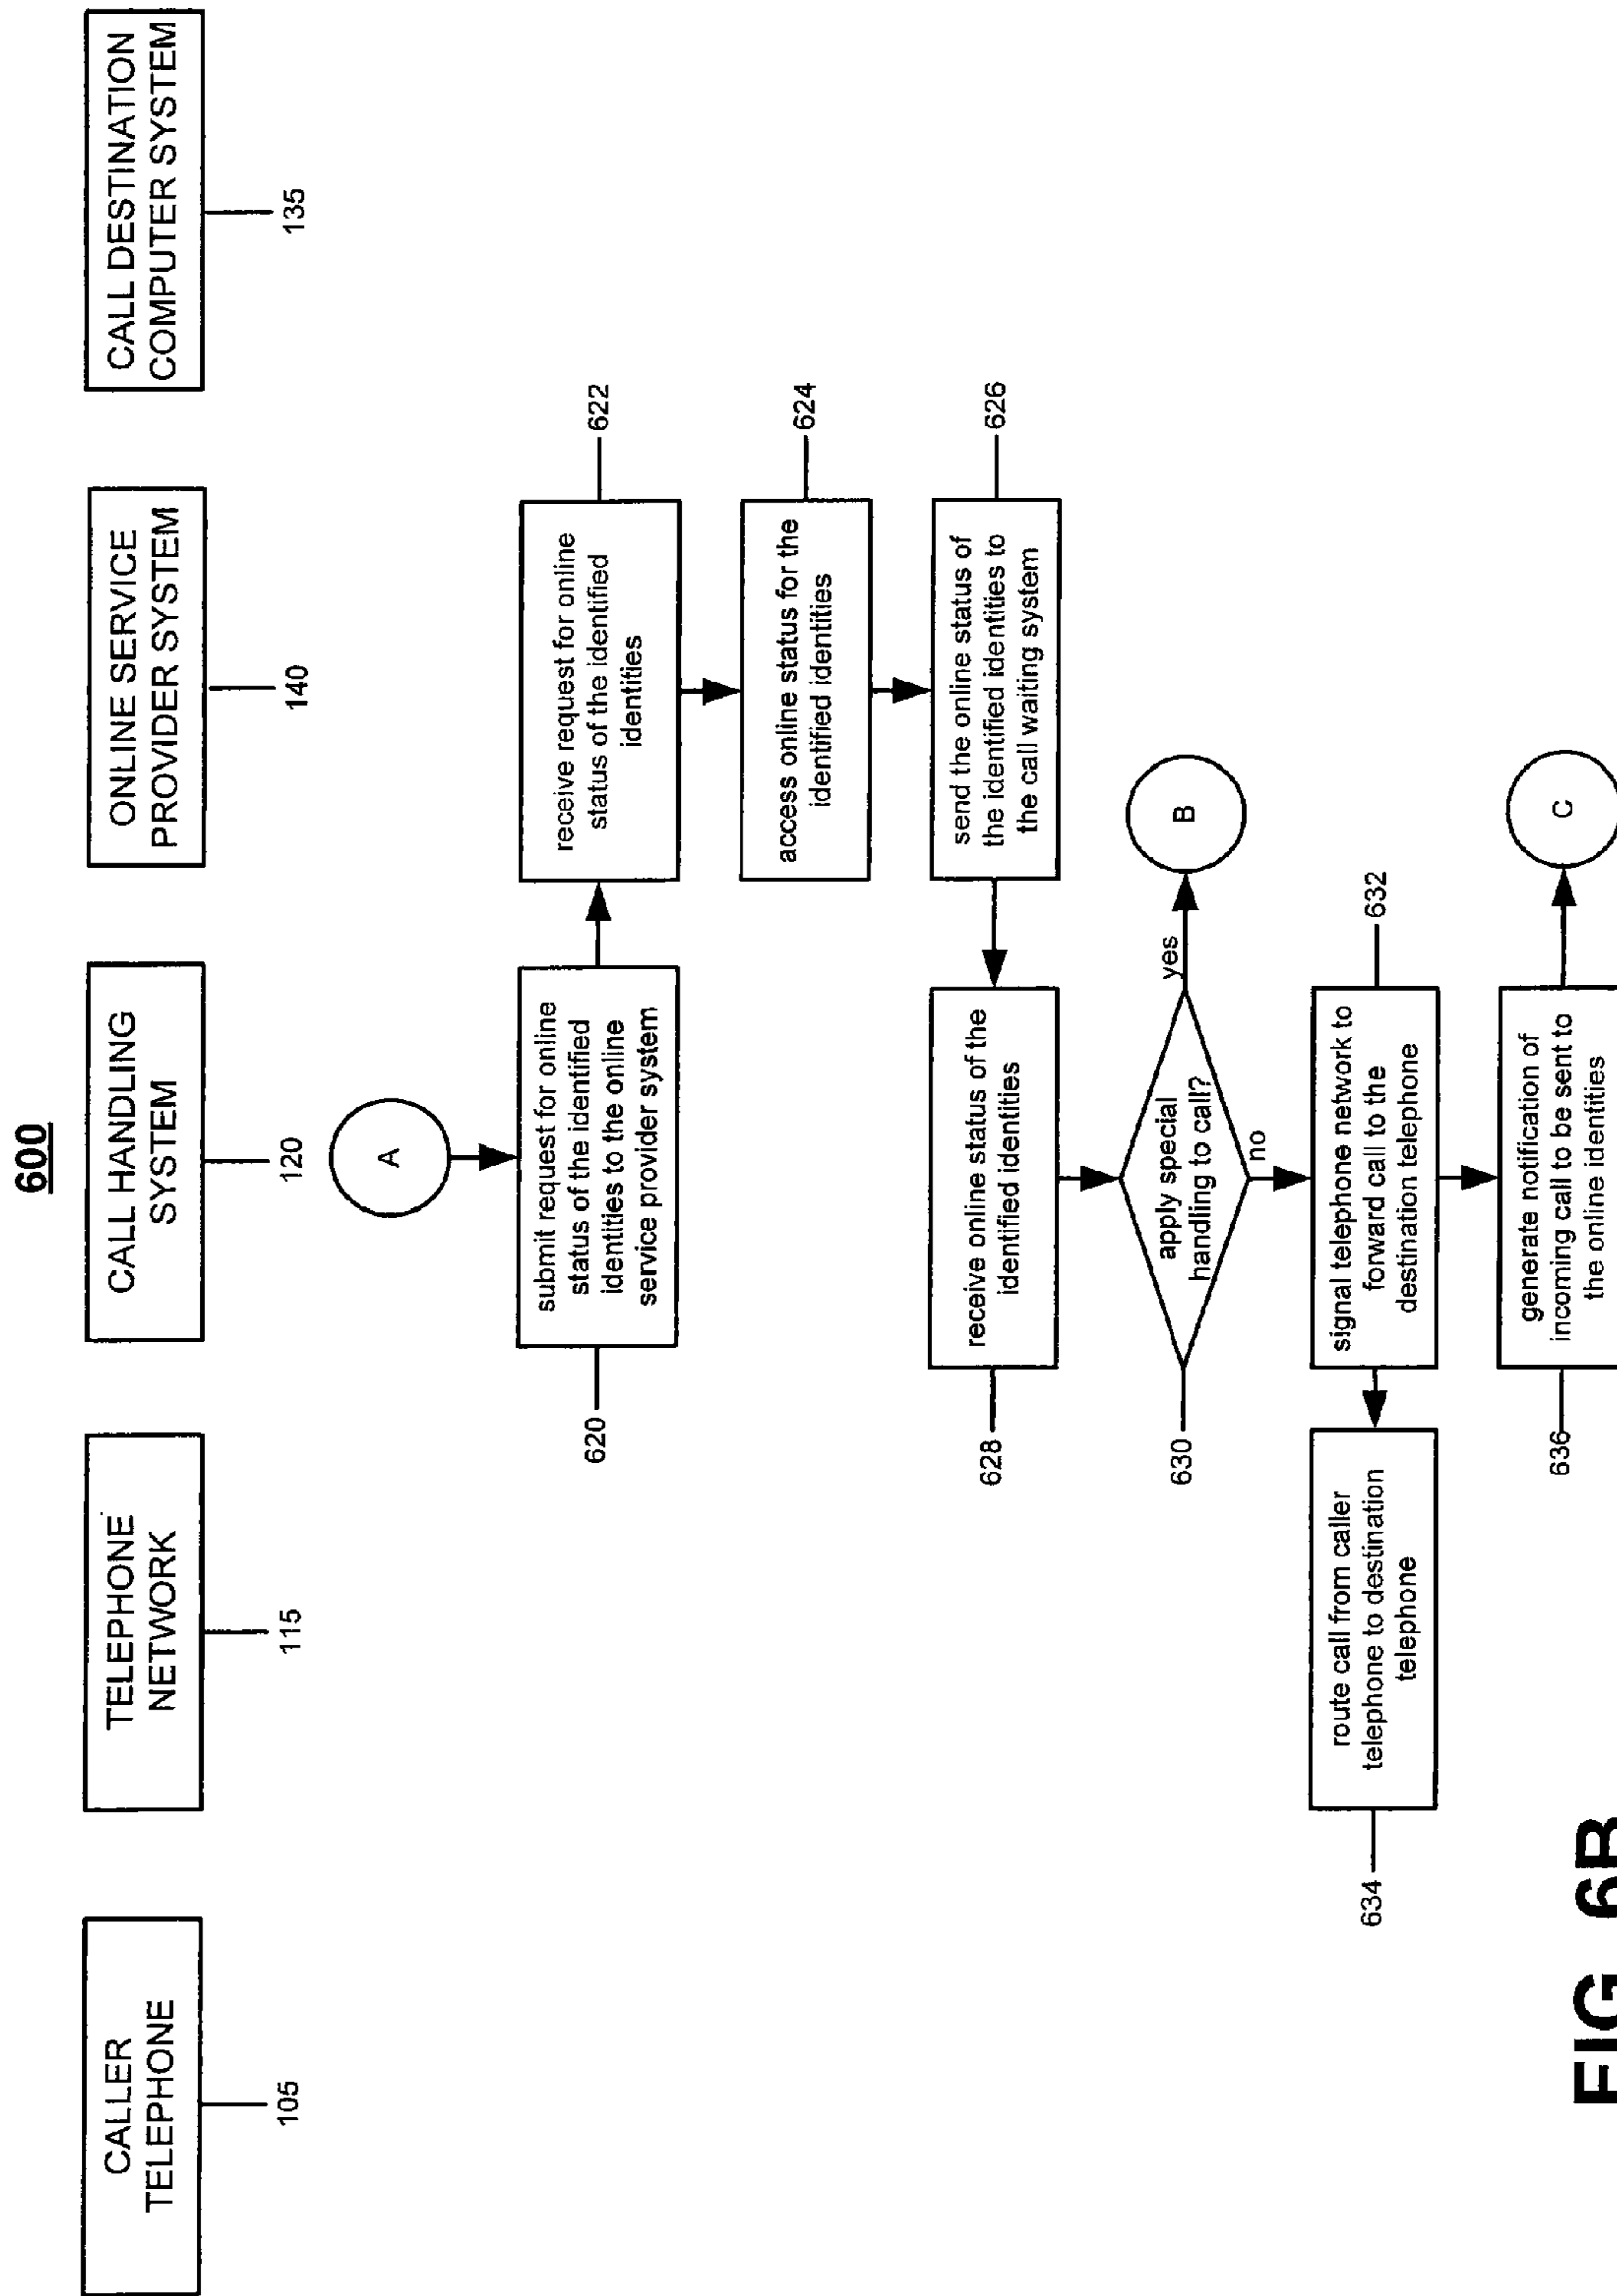 600
CALLER
TELEPHONE
105
TELEPHONE
NETWORK
115
CALL HANDLING
SYSTEM
120
ONLINE SERVICE
PROVIDER SYSTEM
140
CALL DESTINATION
COMPUTER SYSTEM
135
A
submit request for online
status of the identified
identities to the online
service provider system
620
receive request for online
status of the identified
identities
622
access online status for the
identified identities
624
send the online status of
the identified identities to
the call waiting system
626
receive online status of the
identified identities
628
apply special
handling to call?
630
yes
B
no
signal telephone network to
forward call to the
destination telephone
632
route call from caller
telephone to destination
telephone
634
generate notification of
incoming call to be sent to
the online identities
636
C
FIG. 6B